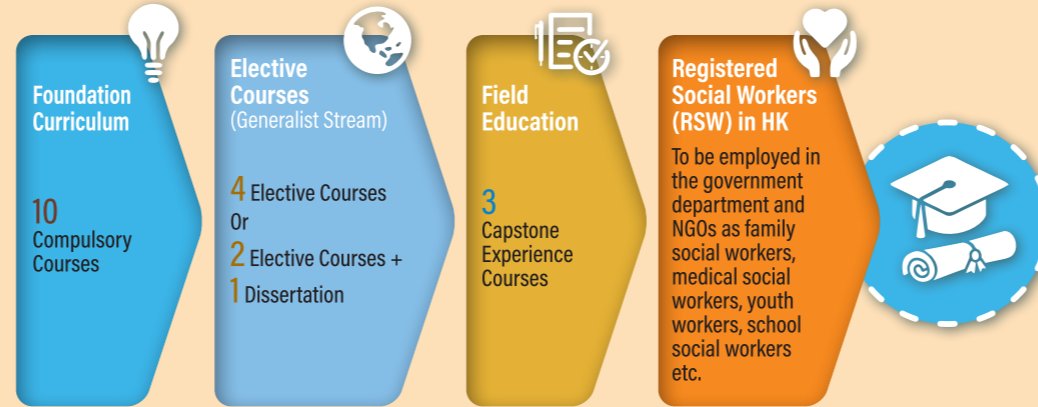 Foundation
Curriculum
10
Compulsory
Courses
Elective
Courses
(Generalist Stream)
4 Elective Courses
Or
2 Elective Courses +
1 Dissertation
Field
Education
3
Capstone
Experience
Courses
Registered
Social Workers
(RSW) in HK
To be employed in
the government
department and
NGOs as family
social workers,
medical social
workers, youth
workers, school
social workers
etc.